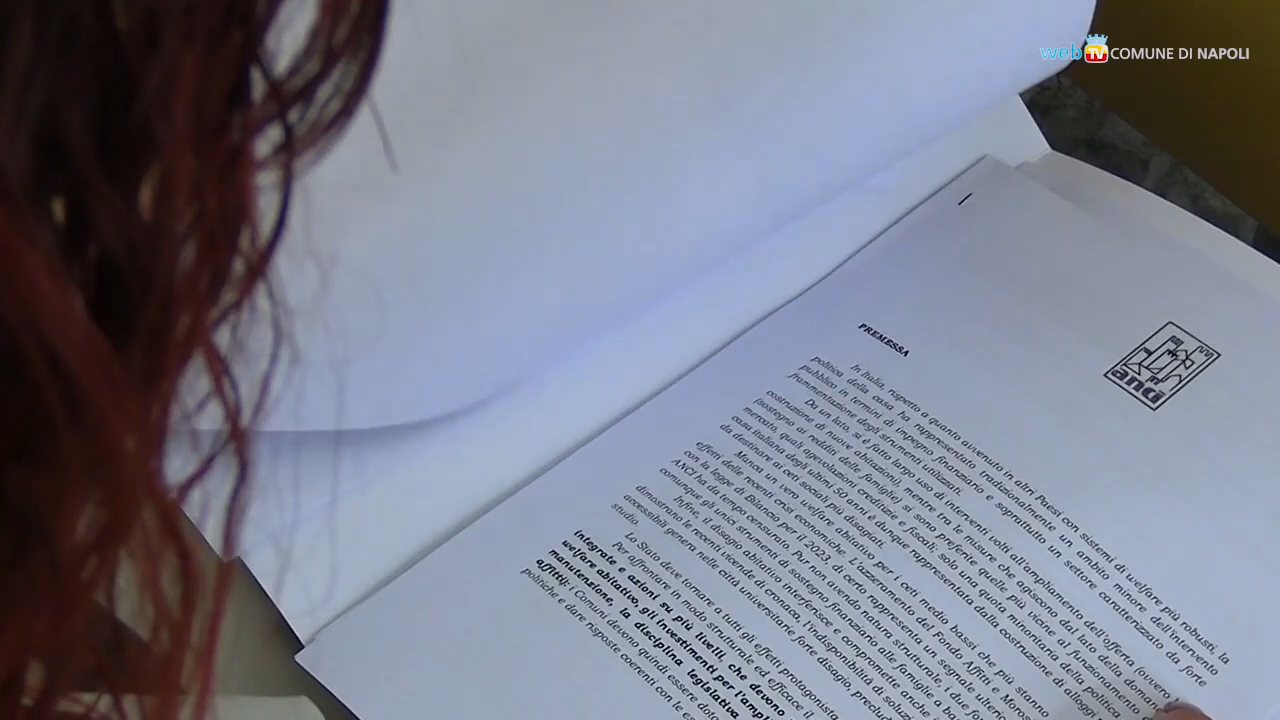 web TV COMUNE DI NAPOLI
anci
PREMESSA
In Italia, rispetto a quanto avvenuto in altri Paesi con sistemi di welfare più robusti, la
politica della casa ha rappresentato tradizionalmente un ambito minore dell'intervento
pubblico in termini di impegno finanziario e soprattutto un settore caratterizzato da forte
frammentazione degli strumenti utilizzati.
Da un lato, si è fatto largo uso di interventi volti all'ampliamento dell'offerta (ovvero
costruzione di nuove abitazioni), mentre tra le misure che agiscono dal lato della
(sostegno ai redditi delle famiglie), si sono preferite quelle più vicine al funzionamento
mercato, quali agevolazioni creditizie e fiscali; solo una quota minoritaria della politica
casa italiana degli ultimi 50 anni è dunque rappresentata dalla costruzione di alloggi
da destinare ai ceti sociali più disagiati.
Manca un vero welfare abitativo per i ceti medio bassi che più stanno
effetti delle recenti crisi economiche. L'azzeramento del Fondo Affitti e
con la legge di Bilancio per il 2023, di certo rappresenta un segnale
ANCI ha da tempo censurato. Pur non avendo natura strutturale, i due
comunque gli unici strumenti di sostegno finanziario alle famiglie a
Infine, il disagio abitativo interferisce e compromette anche
dimostrano le recenti vicende di cronaca, l'indisponibilità di
accessibili genera nelle città universitarie forte disagio,
studio.
Lo Stato deve tornare a tutti gli effetti protagonista
Per affrontare in modo strutturale ed efficace il
integrate e azioni su più livelli, che devono
welfare abitativo, gli investimenti per
manutenzione, la disciplina legislativa
affitti; i Comuni devono quindi essere
politiche e dare risposte coerenti con le